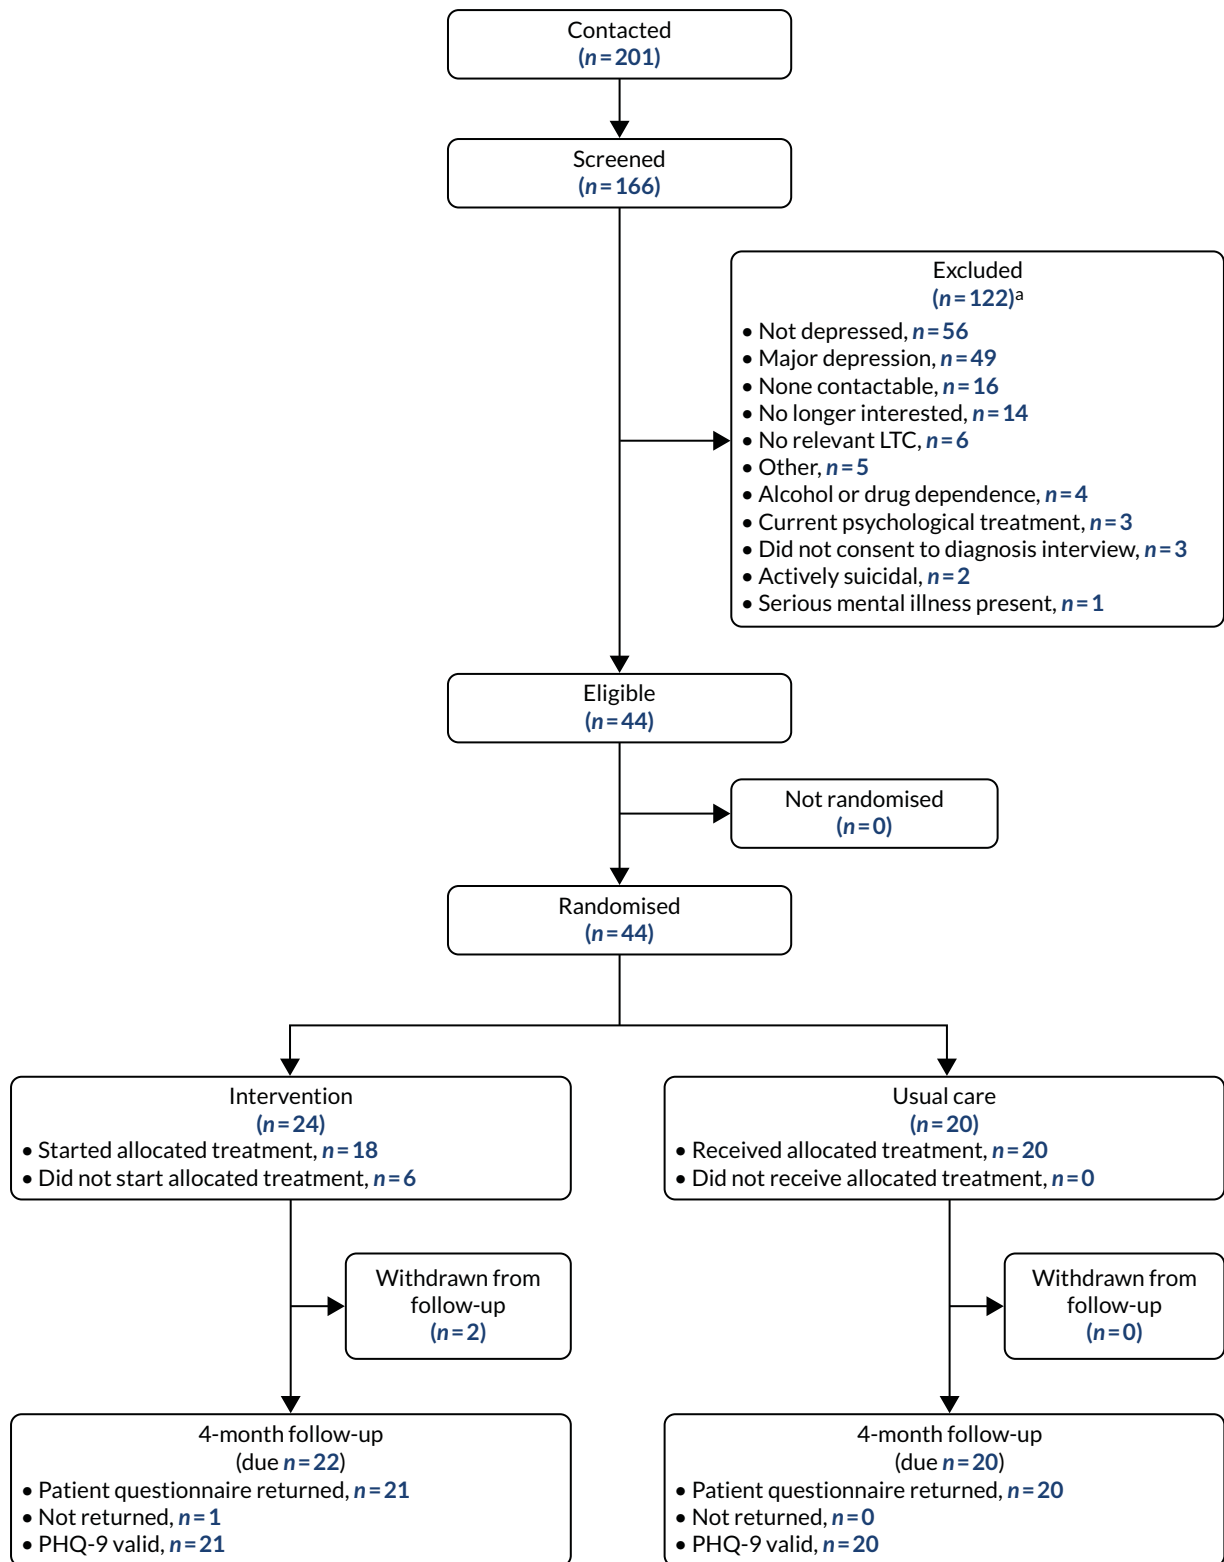 Contacted
(n=201)
Screened
(n=166)
Excluded
(n=122)a
• Not depressed, n=56
• Major depression, n=49
• None contactable, n=16
• No longer interested, n=14
• No relevant LTC, n=6
• Other, n=5
• Alcohol or drug dependence, n=4
• Current psychological treatment, n=3
• Did not consent to diagnosis interview, n=3
• Actively suicidal, n=2
• Serious mental illness present, n=1
Eligible
(n=44)
Not randomised
(n=0)
Randomised
(n=44)
Intervention
(n=24)
• Started allocated treatment, n=18
• Did not start allocated treatment, n=6
Usual care
(n=20)
• Received allocated treatment, n=20
• Did not receive allocated treatment, n=0
Withdrawn from
follow-up
(n=2)
Withdrawn from
follow-up
(n=0)
4-month follow-up
(due n=22)
• Patient questionnaire returned, n=21
• Not returned, n=1
• PHQ-9 valid, n=21
4-month follow-up
(due n=20)
• Patient questionnaire returned, n=20
• Not returned, n=0
• PHQ-9 valid, n=20